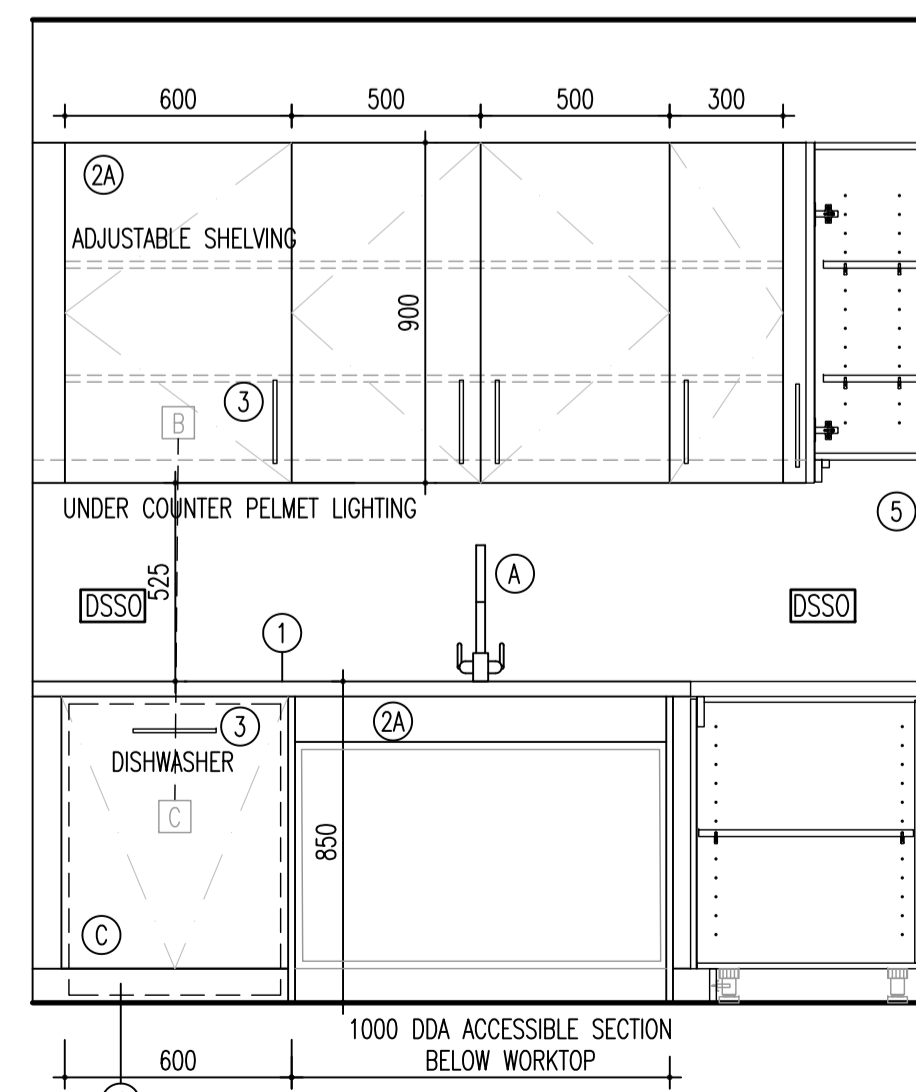 600
500
500
300
2A
ADJUSTABLE SHELVING
900
3
B
UNDER COUNTER PELMET LIGHTING
5
525
A
DSSO
DSSO
1
2A
3
DISHWASHER
C
850
C
1000 DDA ACCESSIBLE SECTION
BELOW WORKTOP
600